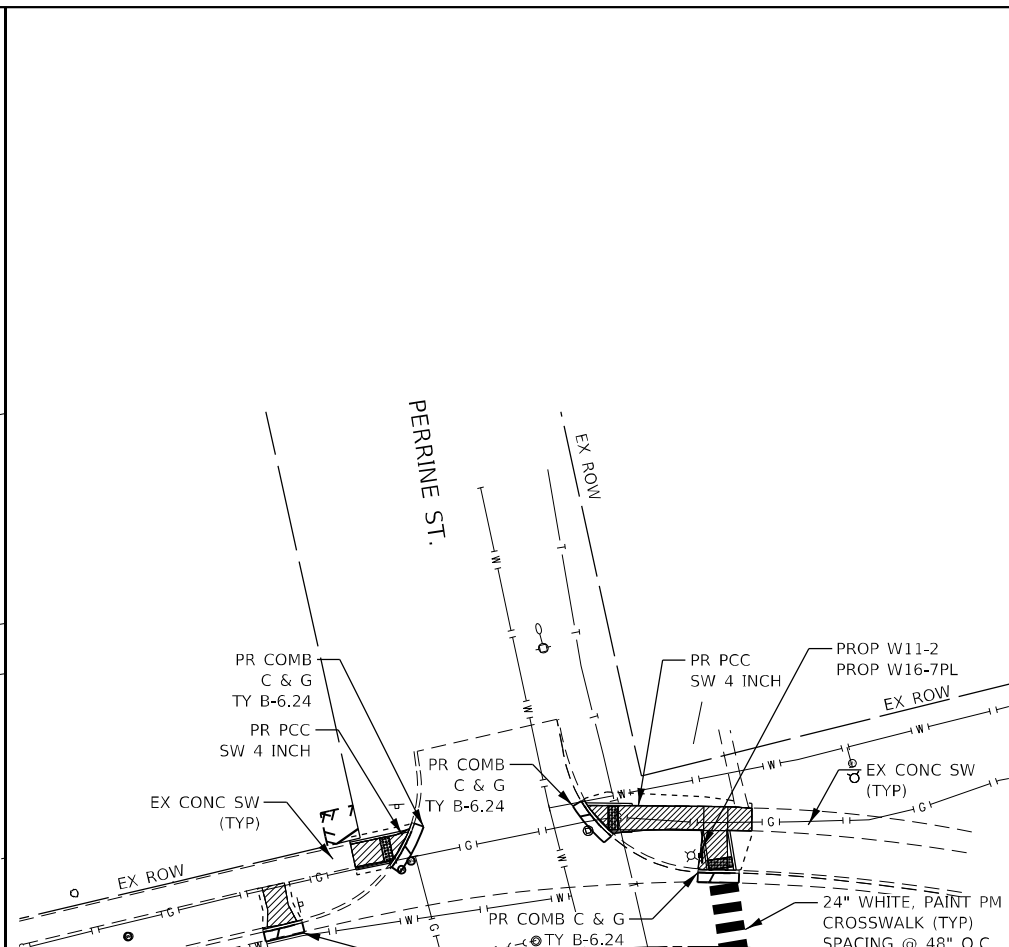 PERRINE ST.
EX ROW
PR COMB
C & G
TY B-6.24
PR PCC
SW 4 INCH
EX CONC SW
(TYP)
EX ROW
PR COMB
C & G
TY B-6.24
PR PCC
SW 4 INCH
PROP W11-2
PROP W16-7PL
EX ROW
EX CONC SW
(TYP)
PR COMB C & G
TY B-6.24
24" WHITE, PAINT PM
CROSSWALK (TYP)
SPACING @ 48" O.C.
W
W
W
W
W
T
T
T
W
W
W
W
G
G
G
G
G
G
G
W
W
W